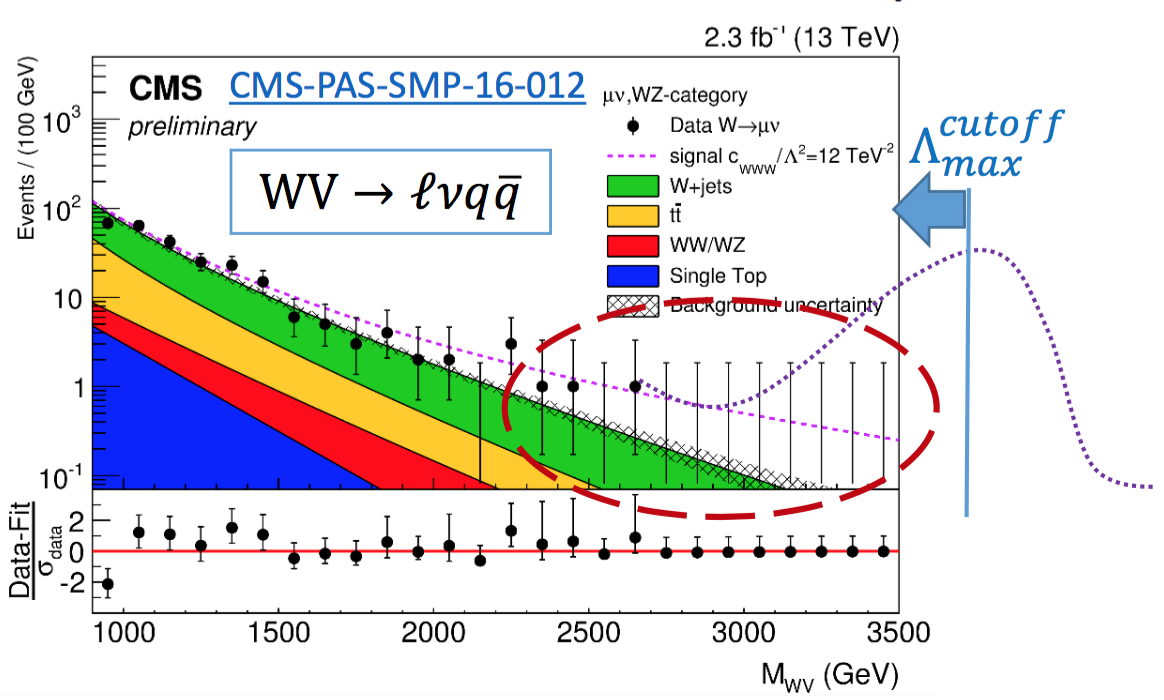 2.3 fb⁻¹ (13 TeV)
CMS CMS-PAS-SMP-16-012
preliminary
WV → ℓνqq̄
μν,WZ-category
Data W→μν
signal c_WWW/Λ²=12 TeV⁻²
W+jets
tt̄
WW/WZ
Single Top
Background uncertainty
Λ_max^cutoff
Events / (100 GeV)
10³
10²
10
1
10⁻¹
Data-Fit
σ_data
2
0
-2
1000 1500 2000 2500 3000 3500
M_WV (GeV)